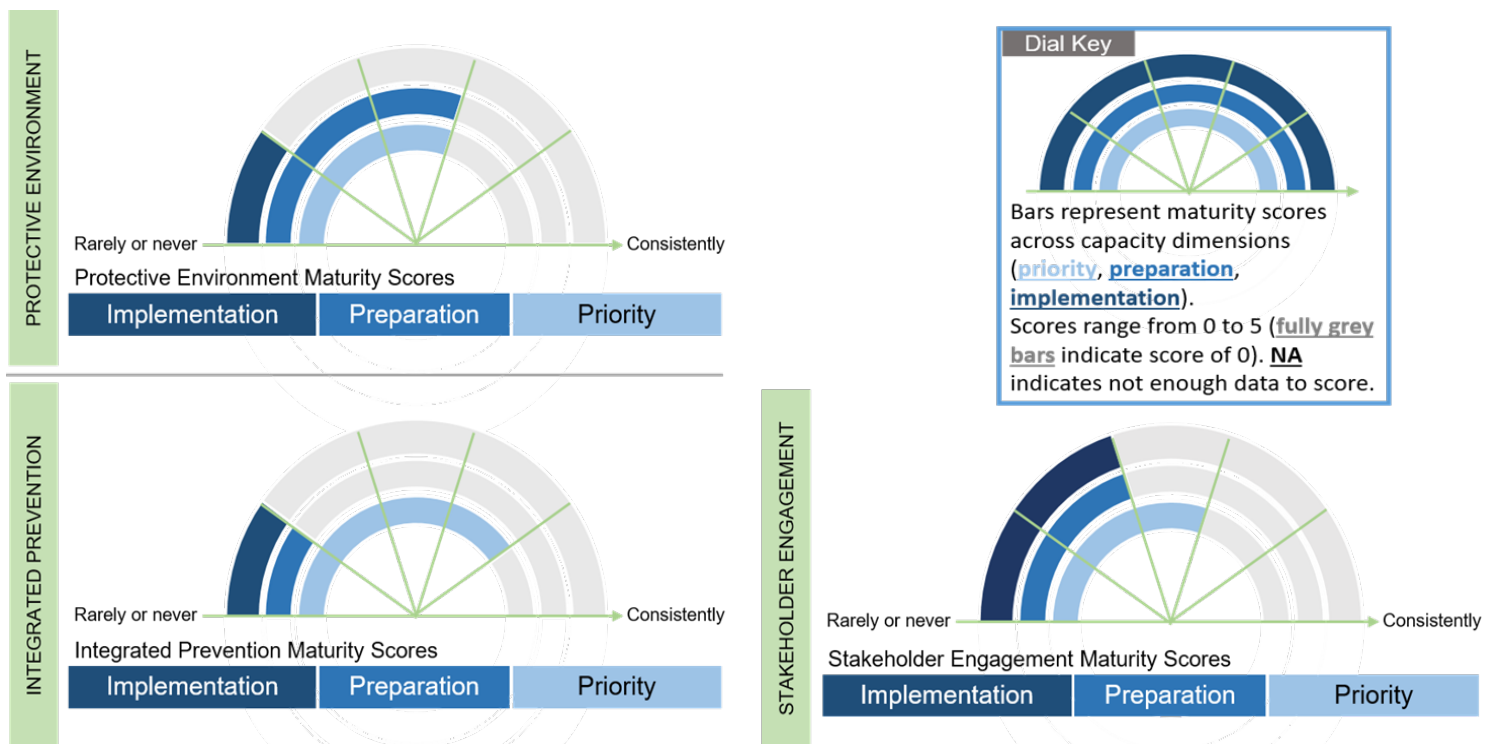 PROTECTIVE ENVIRONMENT
Rarely or never
Consistently
Protective Environment Maturity Scores
Implementation
Preparation
Priority
Dial Key
Bars represent maturity scores
across capacity dimensions
(priority, preparation,
implementation).
Scores range from 0 to 5 (fully grey
bars indicate score of 0). NA
indicates not enough data to score.
INTEGRATED PREVENTION
Rarely or never
Consistently
Integrated Prevention Maturity Scores
Implementation
Preparation
Priority
STAKEHOLDER ENGAGEMENT
Rarely or never
Consistently
Stakeholder Engagement Maturity Scores
Implementation
Preparation
Priority